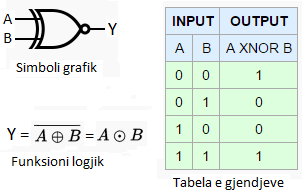 A
B
Y
Simboli grafik
Y = \overline{A ⊕ B} = A ⊙ B
Funksioni logjik
INPUT OUTPUT
A B A XNOR B
0 0 1
0 1 0
1 0 0
1 1 1
Tabela e gjendjeve